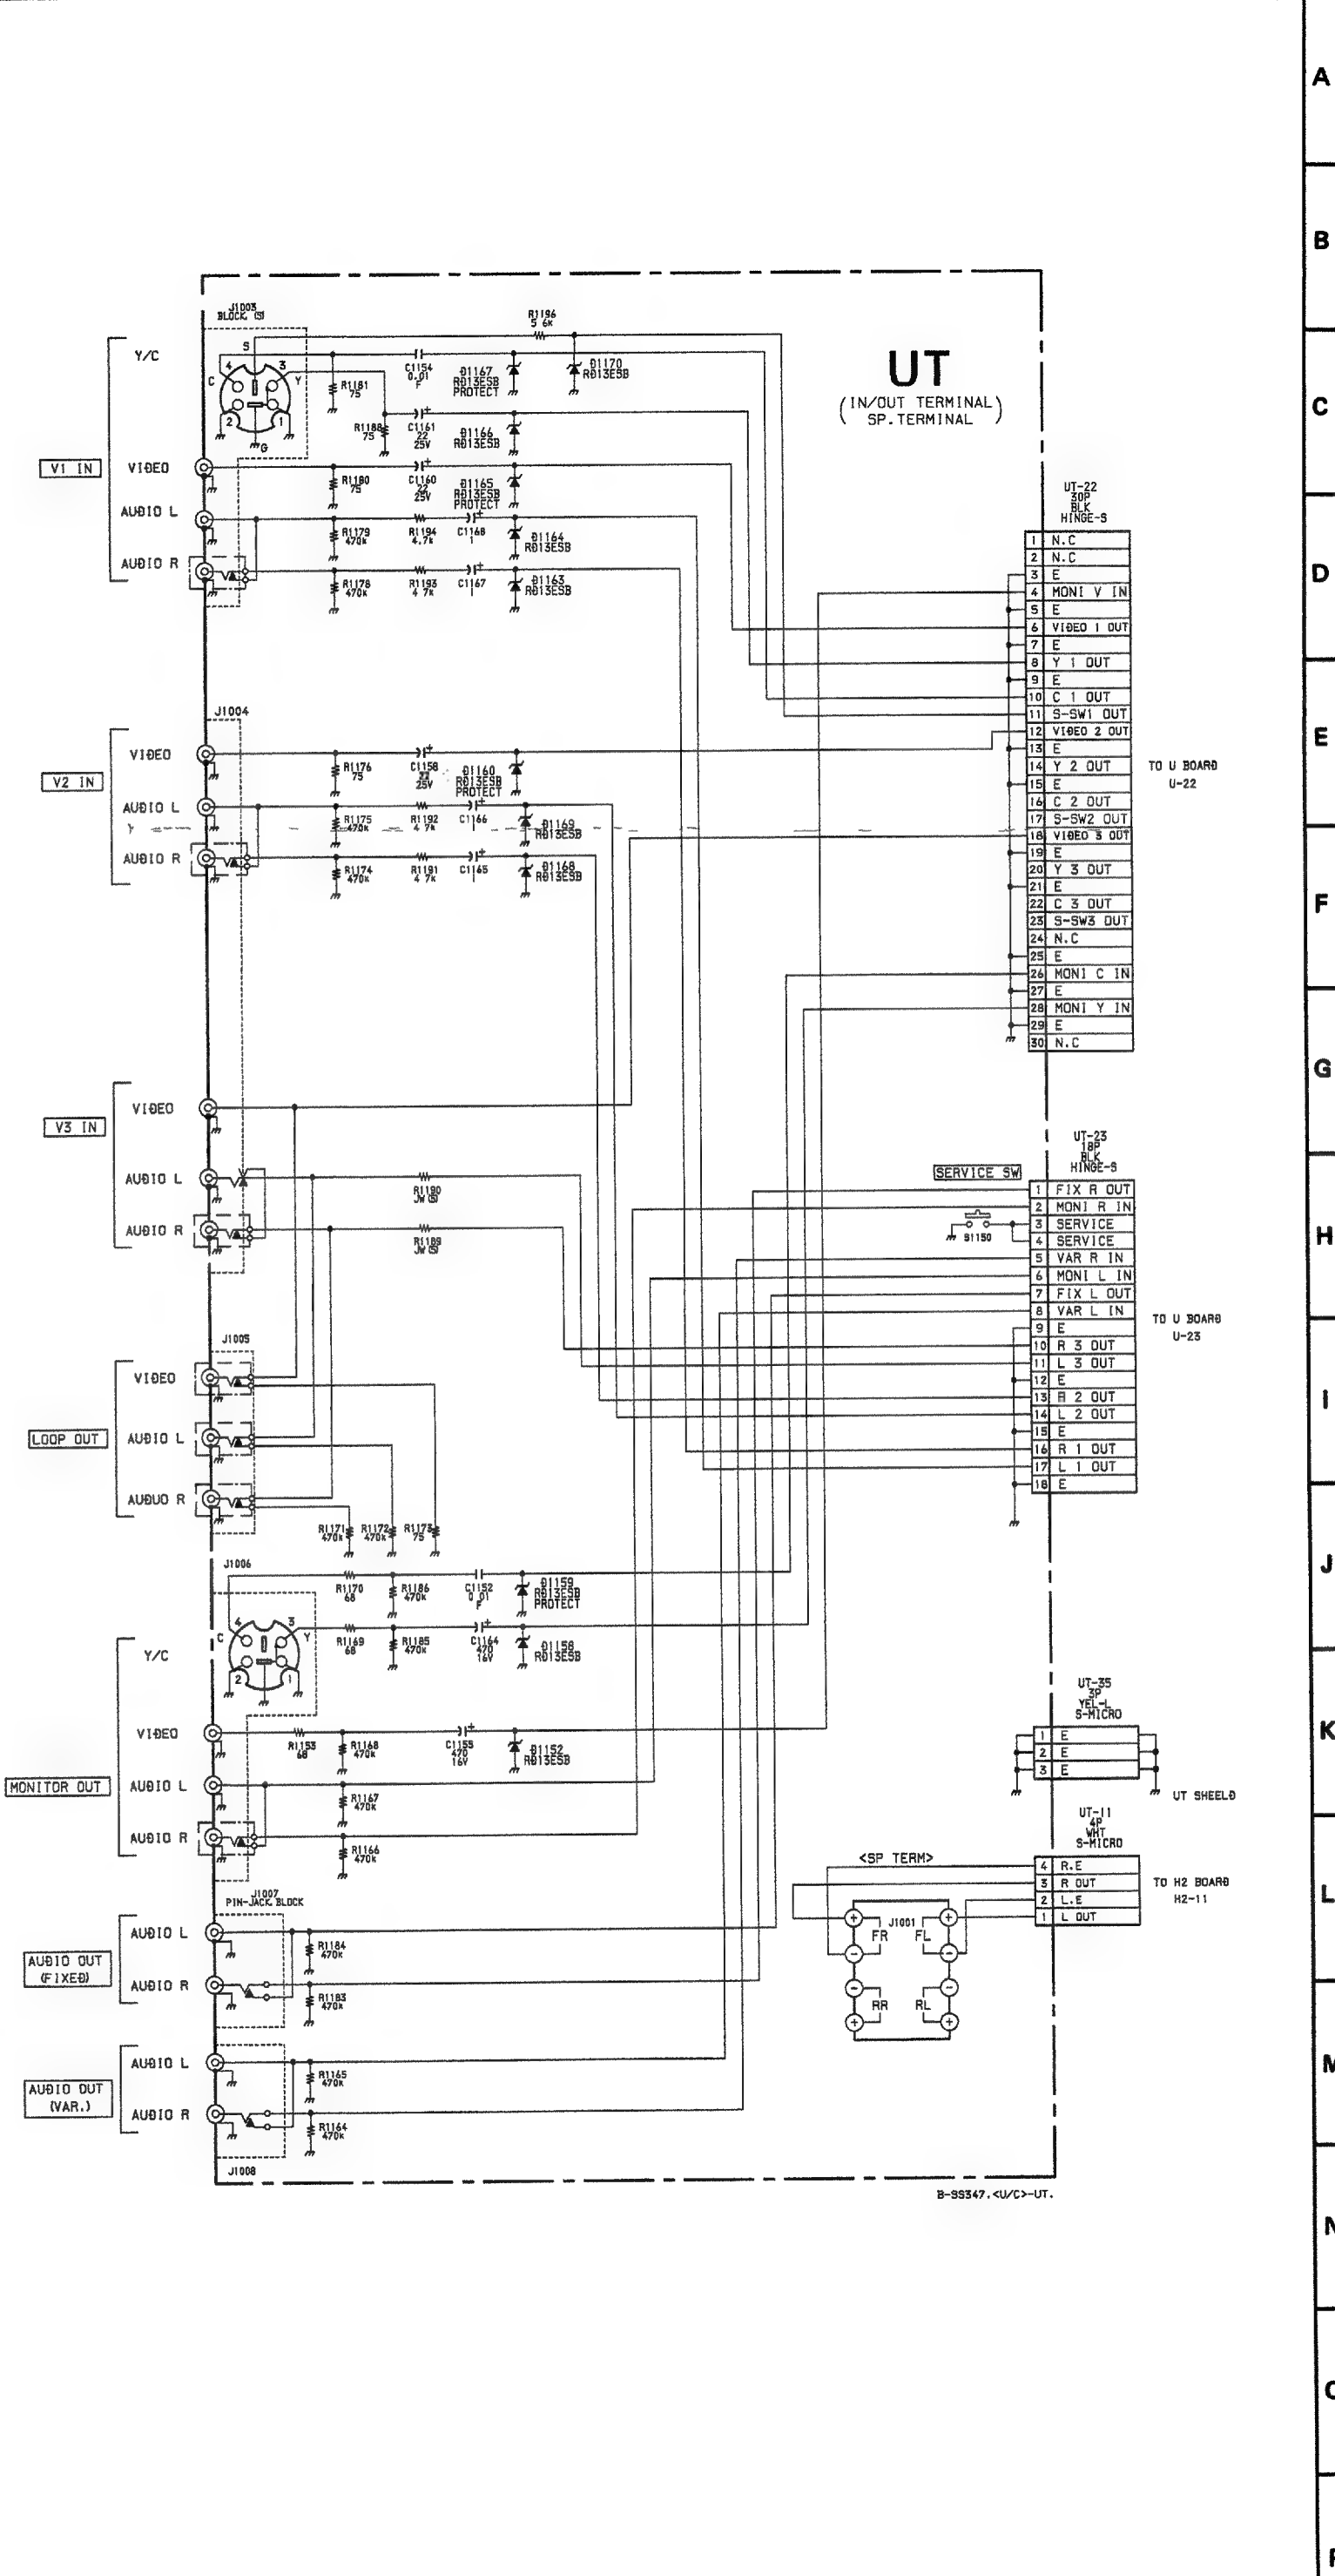 A
B
C
D
E
F
G
H
I
J
K
L
M
N
UT
(IN/OUT TERMINAL)
( SP.TERMINAL )
J1003
BLOCK (S)
Y/C
S
4
3
C
Y
2
1
G
R1196
5 6K
R1181
75
C1154
0.01
F
D1167
RD13ESB
PROTECT
D1170
RD13ESB
R1188
75
C1161
22
25V
D1166
RD13ESB
V1 IN
VIDEO
R1180
75
C1160
22
25V
D1165
RD13ESB
PROTECT
AUDIO L
R1179
470K
R1194
4.7K
C1168
1
D1164
RD13ESB
AUDIO R
R1178
470K
R1193
4 7K
C1167
1
D1163
RD13ESB
UT-22
30P
BLK
HINGE-S
1 N.C
2 N.C
3 E
4 MONI V IN
5 E
6 VIDEO 1 OUT
7 E
8 Y 1 OUT
9 E
10 C 1 OUT
11 S-SW1 OUT
12 VIDEO 2 OUT
13 E
14 Y 2 OUT
15 E
16 C 2 OUT
17 S-SW2 OUT
18 VIDEO 3 OUT
19 E
20 Y 3 OUT
21 E
22 C 3 OUT
23 S-SW3 OUT
24 N.C
25 E
26 MONI C IN
27 E
28 MONI Y IN
29 E
30 N.C
TO U BOARD
U-22
J1004
V2 IN
VIDEO
R1176
75
C1158
22
25V
D1160
RD13ESB
PROTECT
AUDIO L
R1175
470K
R1192
4 7K
C1166
1
D1169
RD13ESB
AUDIO R
R1174
470K
R1191
4 7K
C1165
1
D1168
RD13ESB
V3 IN
VIDEO
AUDIO L
R1190
JW(S)
AUDIO R
R1189
JW(S)
UT-23
18P
BLK
HINGE-S
SERVICE SW
S1150
1 FIX R OUT
2 MONI R IN
3 SERVICE
4 SERVICE
5 VAR R IN
6 MONI L IN
7 FIX L OUT
8 VAR L IN
9 E
10 R 3 OUT
11 L 3 OUT
12 E
13 R 2 OUT
14 L 2 OUT
15 E
16 R 1 OUT
17 L 1 OUT
18 E
TO U BOARD
U-23
J1005
LOOP OUT
VIDEO
AUDIO L
AUDUO R
R1171
470K
R1172
470K
R1173
75
J1006
R1170
68
R1186
470K
C1152
0 01
F
D1159
RD13ESB
PROTECT
4
3
C
Y
2
1
R1169
68
R1185
470K
C1164
470
16V
D1158
RD13ESB
Y/C
MONITOR OUT
VIDEO
R1153
68
R1168
470K
C1155
470
16V
D1152
RD13ESB
AUDIO L
R1167
470K
AUDIO R
R1166
470K
UT-35
3P
YEL-L
S-MICRO
1 E
2 E
3 E
UT SHEELD
UT-11
4P
WHT
S-MICRO
4 R.E
3 R OUT
2 L.E
1 L OUT
TO H2 BOARD
H2-11
<SP TERM>
J1001
FR
FL
RR
RL
J1007
PIN-JACK BLOCK
AUDIO OUT
(FIXED)
AUDIO L
R1184
470K
AUDIO R
R1183
470K
AUDIO OUT
(VAR.)
AUDIO L
R1165
470K
AUDIO R
R1164
470K
J1008
B-SS347.<U/C>-UT.